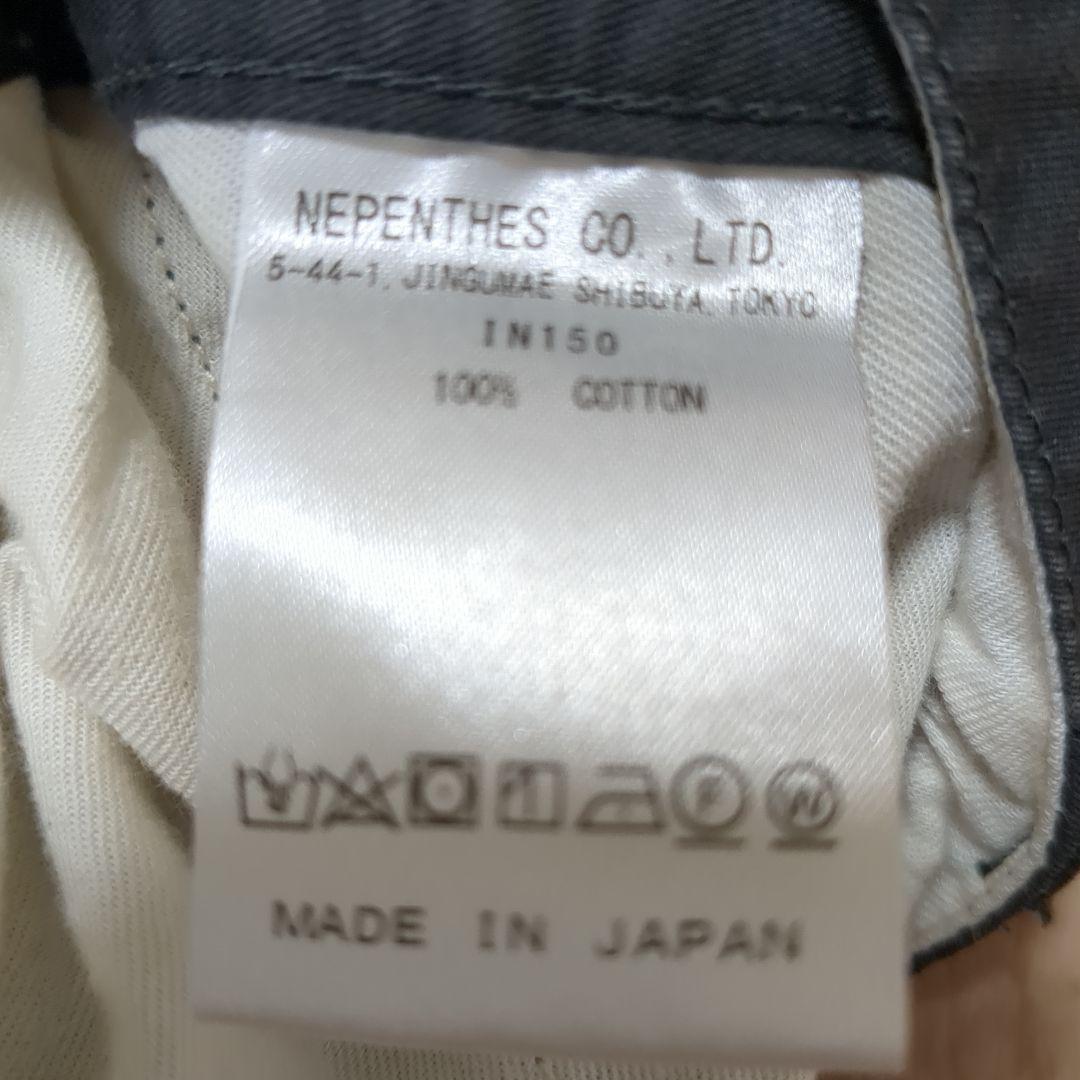 NEPENTHES CO., LTD.
5-44-1, JINGUMAE SHIBUYA, TOKYO
IN150
100% COTTON
F W
MADE IN JAPAN